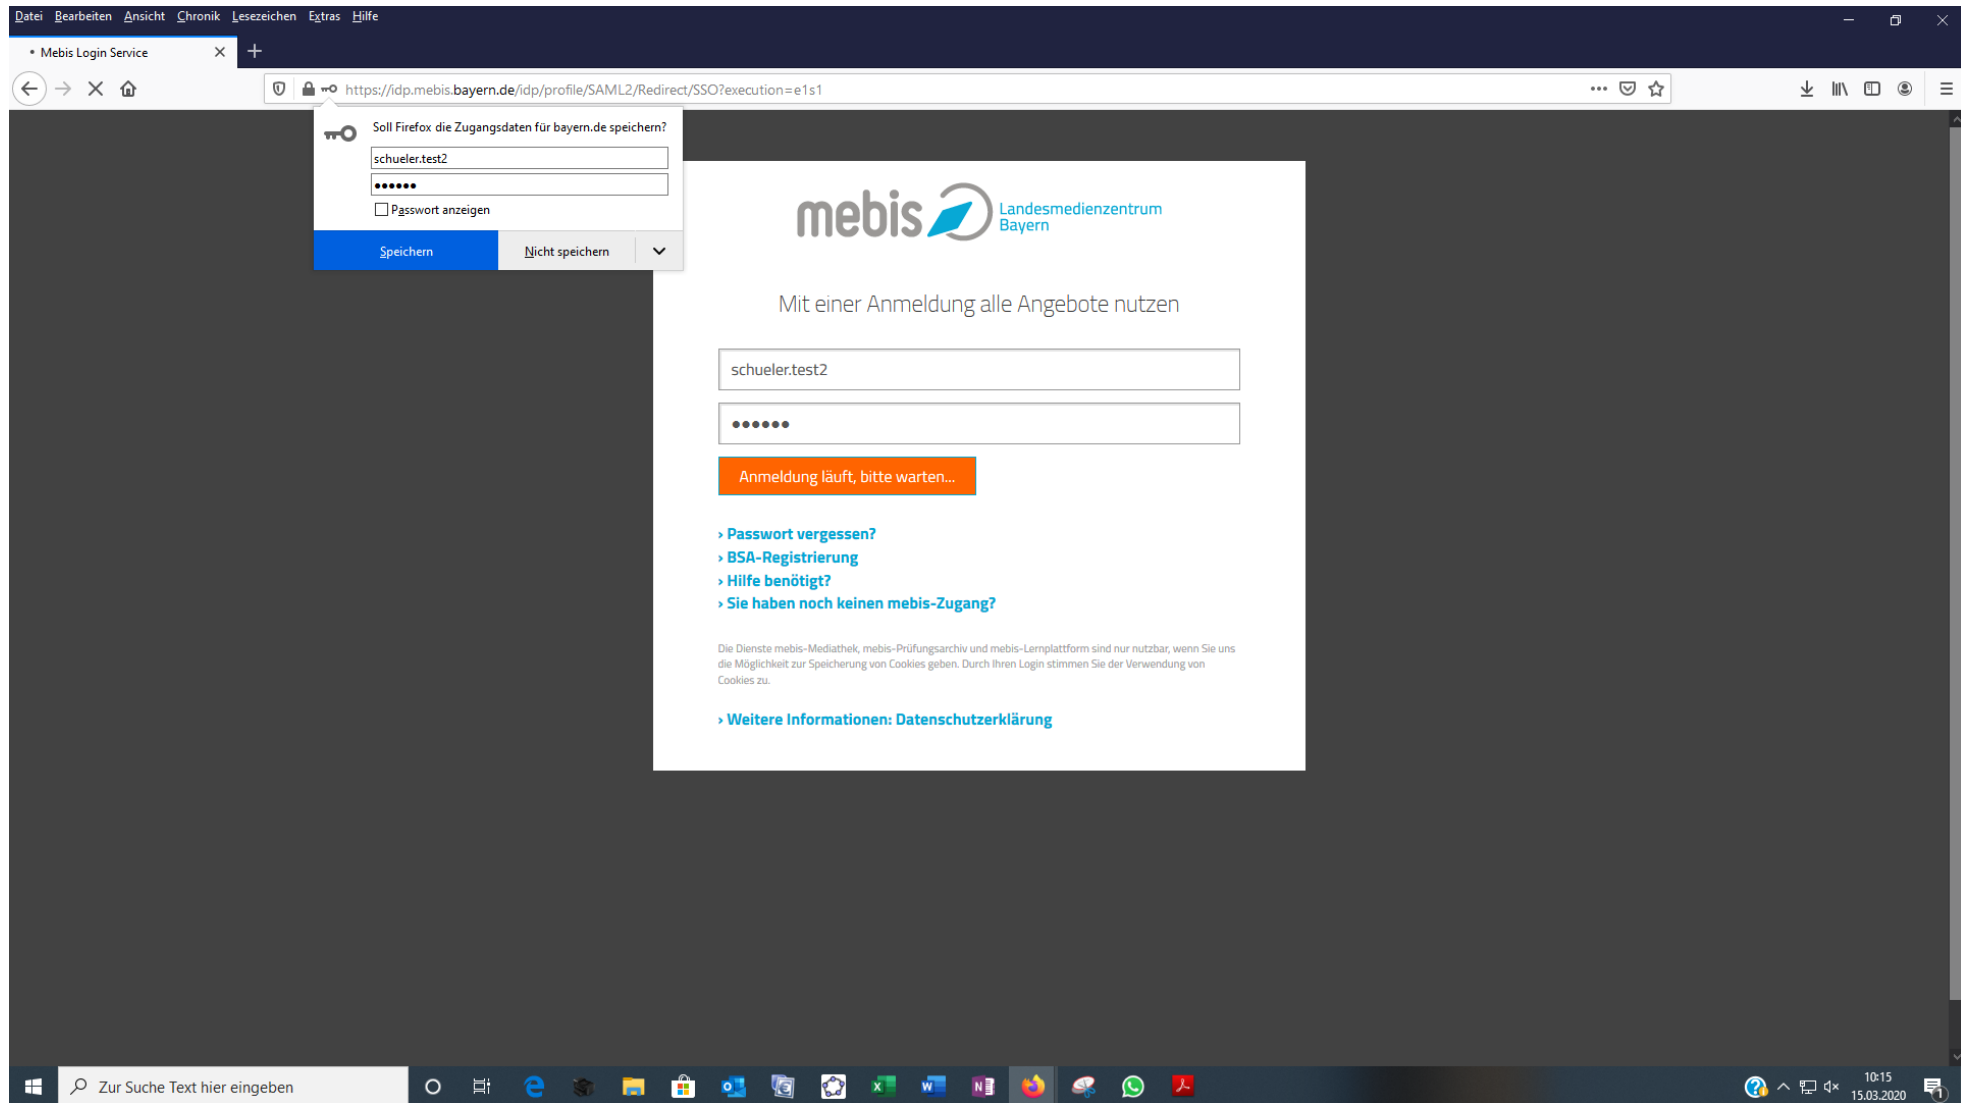 Datei Bearbeiten Ansicht Chronik Lesezeichen Extras Hilfe
• Mebis Login Service
https://idp.mebis.bayern.de/idp/profile/SAML2/Redirect/SSO?execution=e1s1
Soll Firefox die Zugangsdaten für bayern.de speichern?
schueler.test2
••••••
Passwort anzeigen
Speichern Nicht speichern
mebis Landesmedienzentrum
Bayern
Mit einer Anmeldung alle Angebote nutzen
schueler.test2
••••••
Anmeldung läuft, bitte warten...
› Passwort vergessen?
› BSA-Registrierung
› Hilfe benötigt?
› Sie haben noch keinen mebis-Zugang?
Die Dienste mebis-Mediathek, mebis-Prüfungsarchiv und mebis-Lernplattform sind nur nutzbar, wenn Sie uns
die Möglichkeit zur Speicherung von Cookies geben. Durch Ihren Login stimmen Sie der Verwendung von
Cookies zu.
› Weitere Informationen: Datenschutzerklärung
Zur Suche Text hier eingeben
10:15
15.03.2020